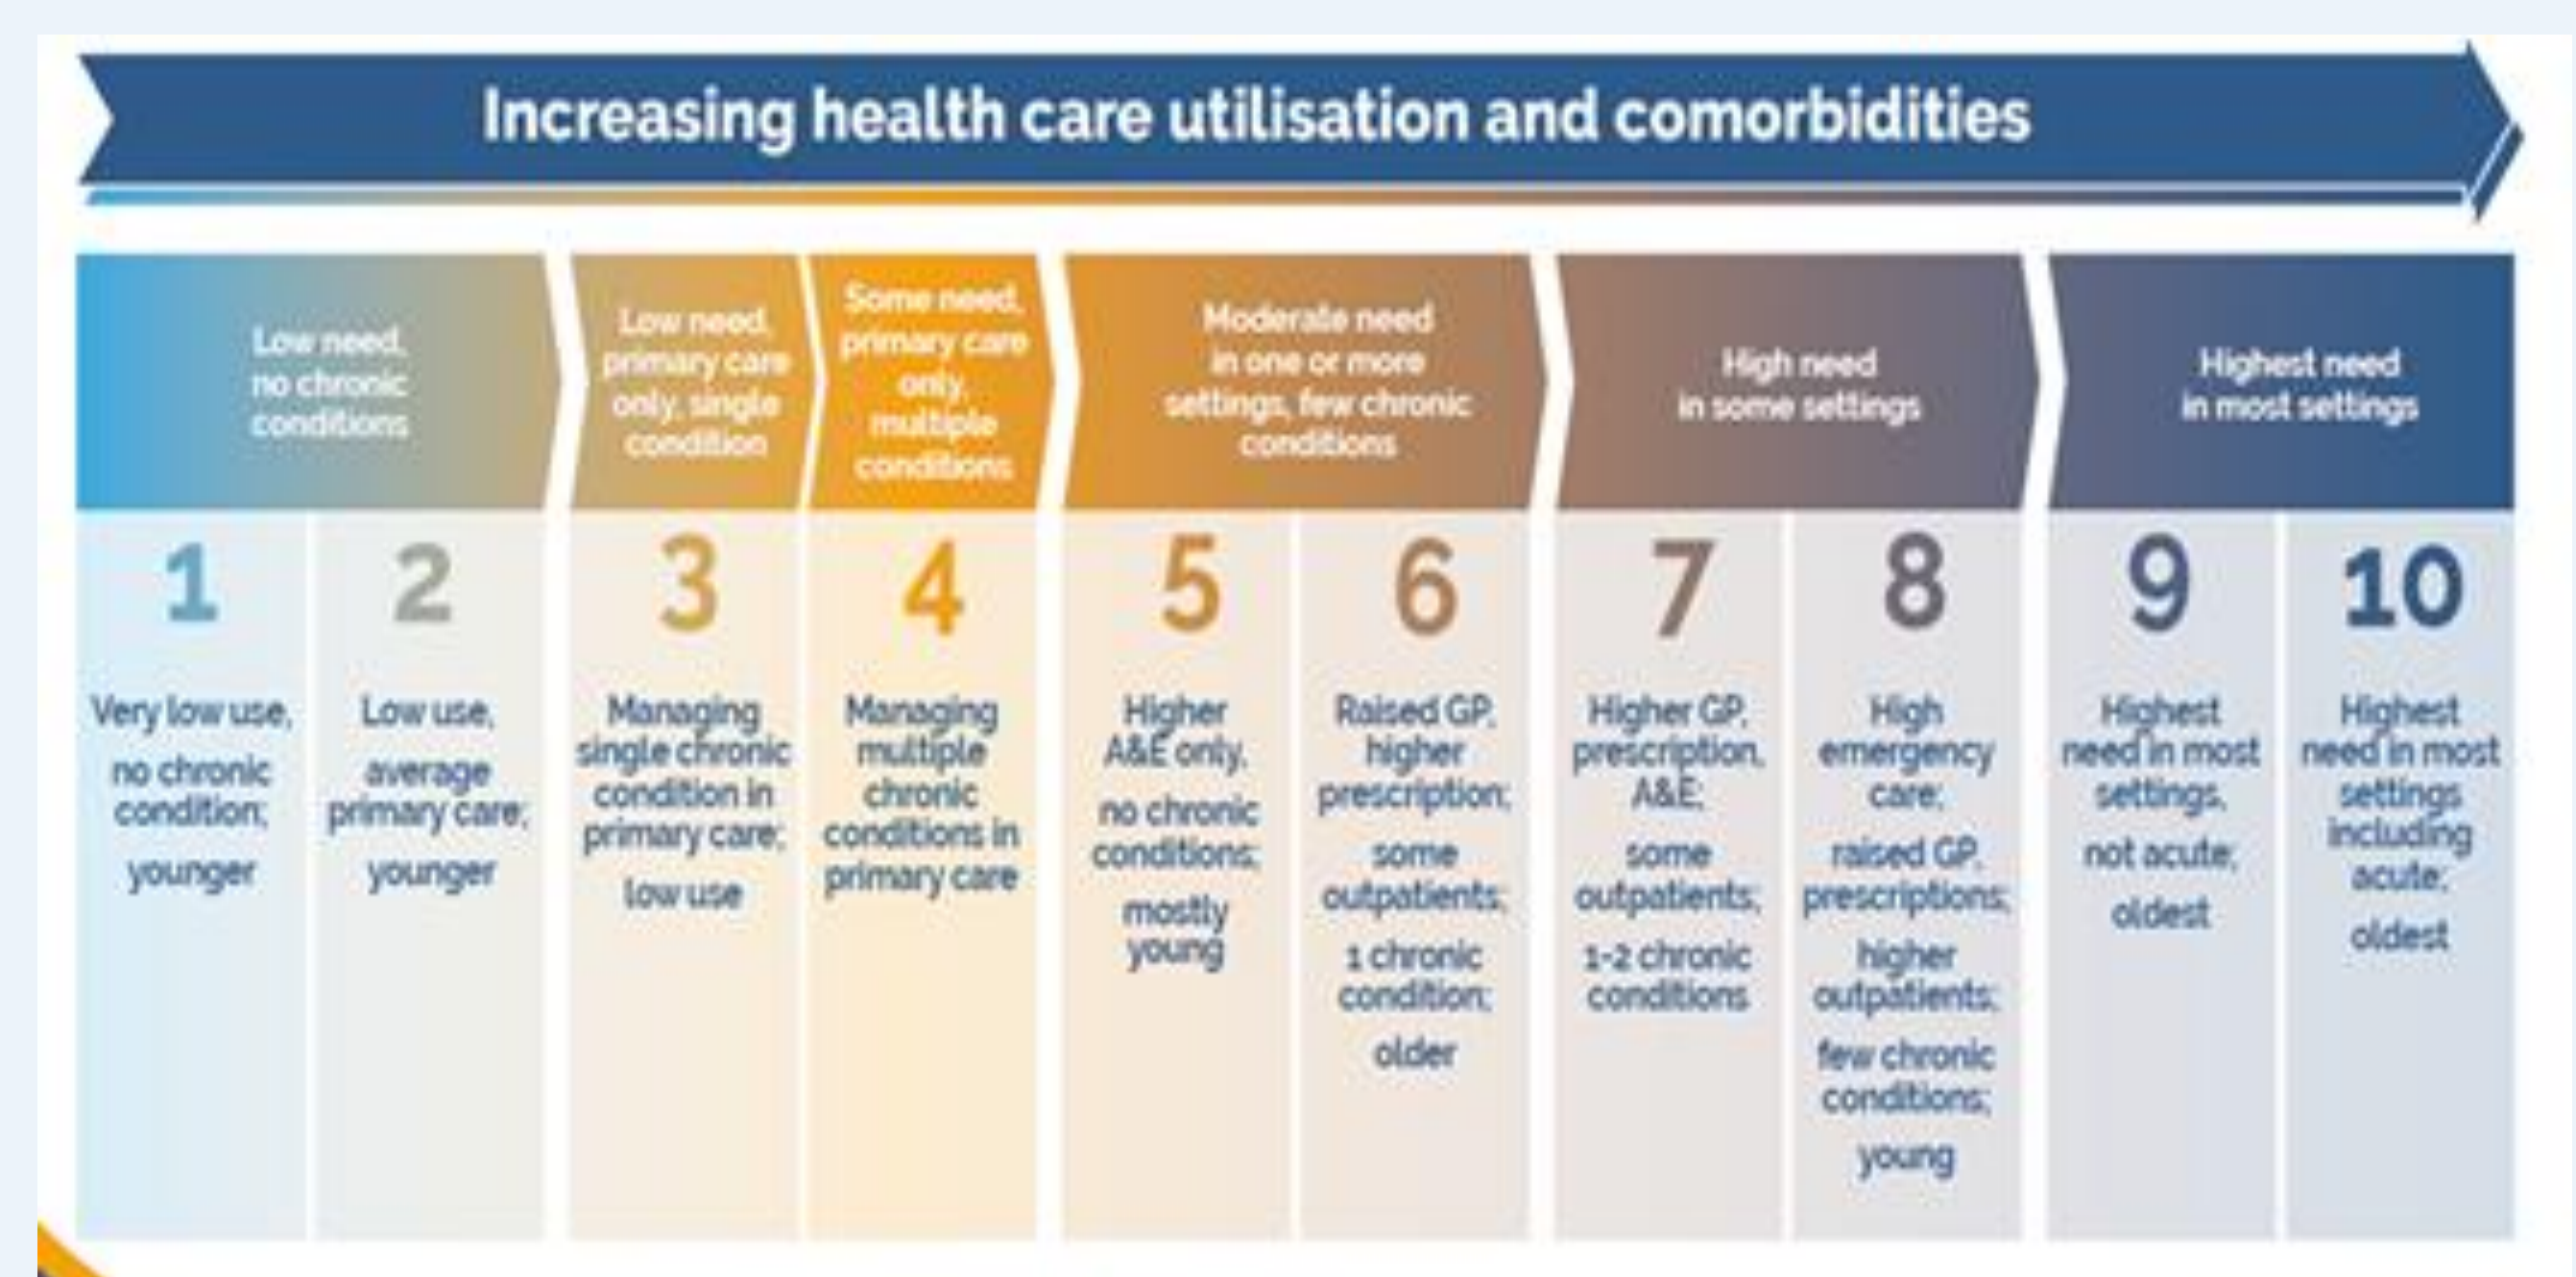 Increasing health care utilisation and comorbidities
Low need,
no chronic
conditions
Low need,
primary care
only, single
condition
Some need,
primary care
only,
multiple
conditions
Moderate need
in one or more
settings, few chronic
conditions
High need
in some settings
Highest need
in most settings
1
Very low use,
no chronic
condition;
younger
2
Low use,
average
primary care;
younger
3
Managing
single chronic
condition in
primary care;
low use
4
Managing
multiple
chronic
conditions in
primary care
5
Higher
A&E only,
no chronic
conditions;
mostly
young
6
Raised GP,
higher
prescription;
some
outpatients;
1 chronic
condition;
older
7
Higher GP,
prescription,
A&E;
some
outpatients;
1-2 chronic
conditions
8
High
emergency
care;
raised GP,
prescriptions;
higher
outpatients;
few chronic
conditions;
young
9
Highest
need in most
settings,
not acute;
oldest
10
Highest
need in most
settings
including
acute;
oldest